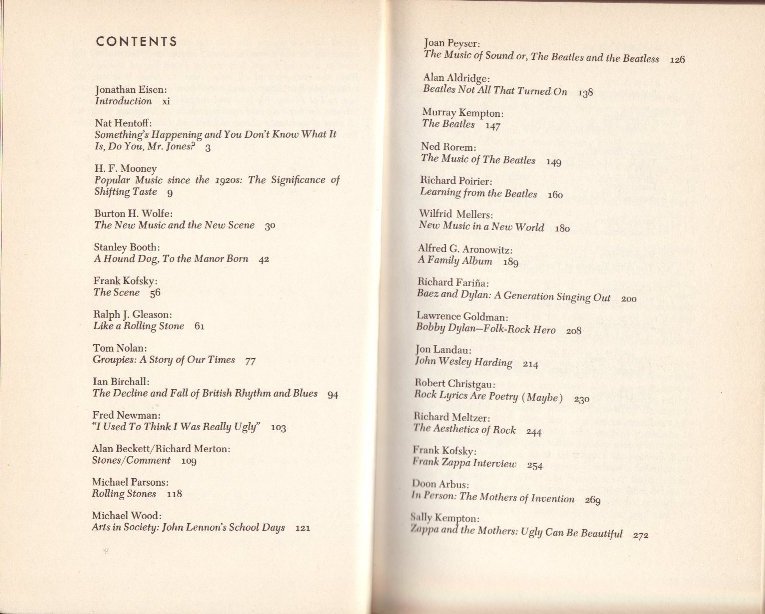 CONTENTS
Jonathan Eisen:
Introduction xi
Nat Hentoff:
Something's Happening and You Don't Know What It
Is, Do You, Mr. Jones? 3
H. F. Mooney
Popular Music since the 1920s: The Significance of
Shifting Taste 9
Burton H. Wolfe:
The New Music and the New Scene 30
Stanley Booth:
A Hound Dog, To the Manor Born 42
Frank Kofsky:
The Scene 56
Ralph J. Gleason:
Like a Rolling Stone 61
Tom Nolan:
Groupies: A Story of Our Times 77
Ian Birchall:
The Decline and Fall of British Rhythm and Blues 94
Fred Newman:
"I Used To Think I Was Really Ugly" 103
Alan Beckett/Richard Merton:
Stones/Comment 109
Michael Parsons:
Rolling Stones 118
Michael Wood:
Arts in Society: John Lennon's School Days 121
Joan Peyser:
The Music of Sound or, The Beatles and the Beatless 126
Alan Aldridge:
Beatles Not All That Turned On 138
Murray Kempton:
The Beatles 147
Ned Rorem:
The Music of The Beatles 149
Richard Poirier:
Learning from the Beatles 160
Wilfrid Mellers:
New Music in a New World 180
Alfred G. Aronowitz:
A Family Album 189
Richard Fariña:
Baez and Dylan: A Generation Singing Out 200
Lawrence Goldman:
Bobby Dylan—Folk-Rock Hero 208
Jon Landau:
John Wesley Harding 214
Robert Christgau:
Rock Lyrics Are Poetry (Maybe) 230
Richard Meltzer:
The Aesthetics of Rock 244
Frank Kofsky:
Frank Zappa Interview 254
Doon Arbus:
In Person: The Mothers of Invention 269
Sally Kempton:
Zappa and the Mothers: Ugly Can Be Beautiful 272